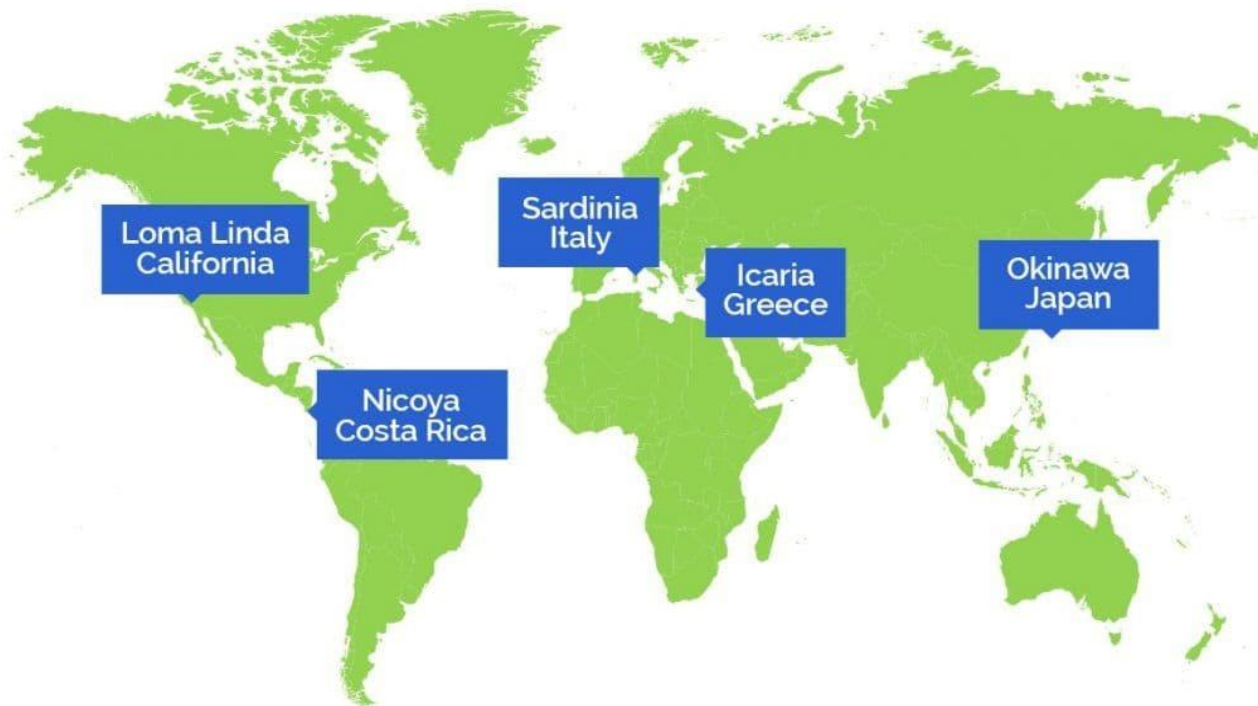 Loma Linda
California
Sardinia
Italy
Icaria
Greece
Okinawa
Japan
Nicoya
Costa Rica